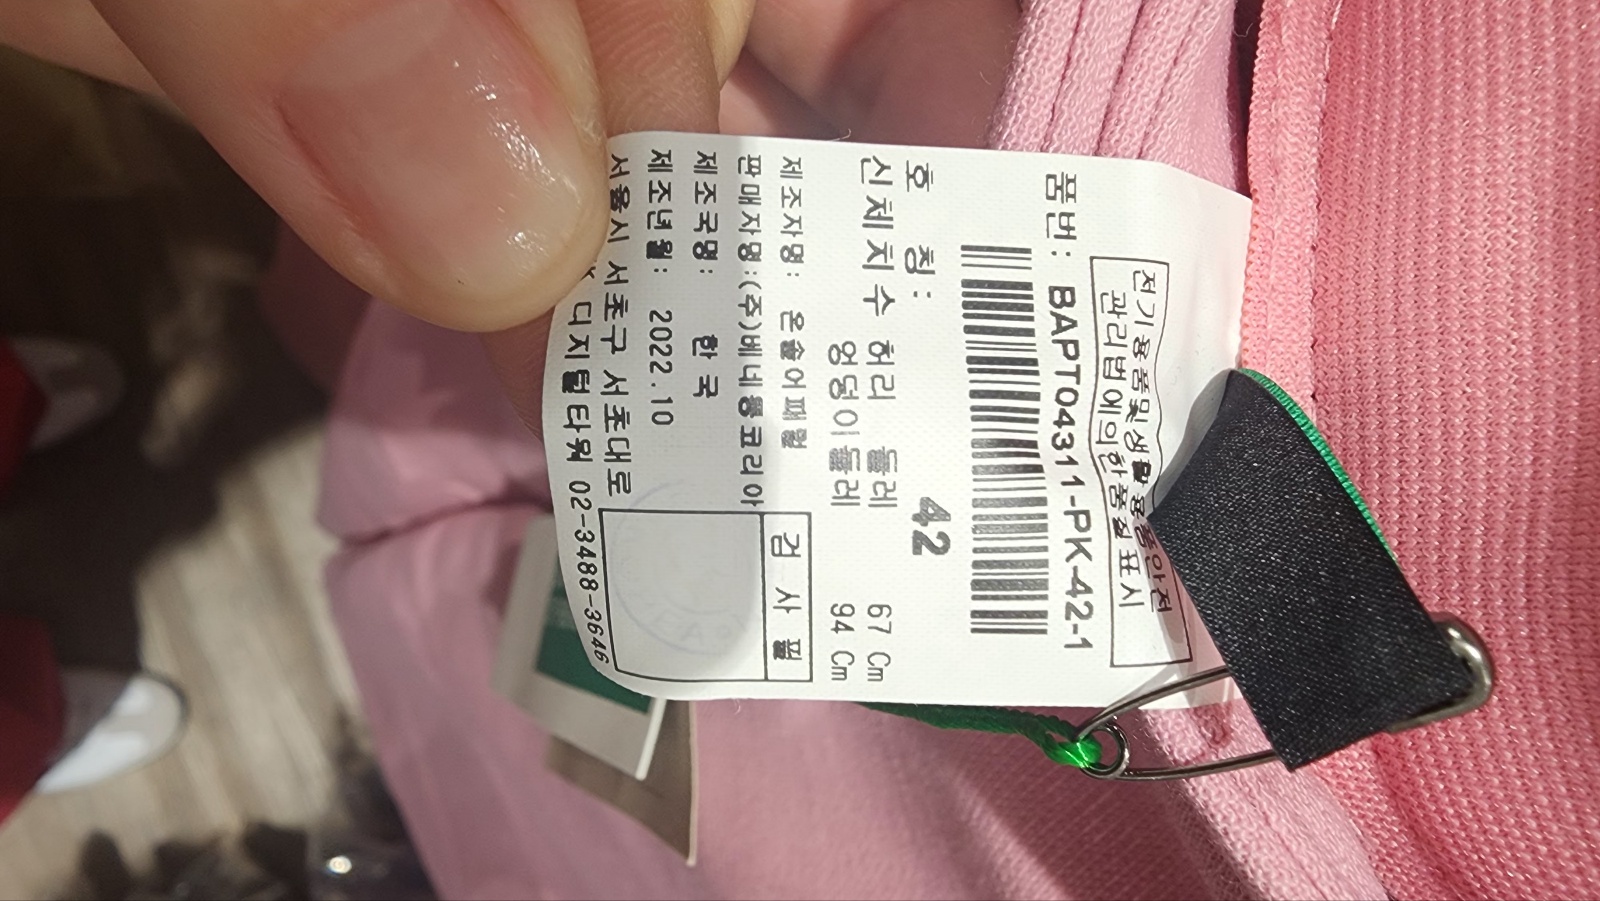 전기용품및생활용품안전
관리법에의한품질표시
품번 : BAPT04311-PK-42-1
호 칭 : 42
신체치수 허리 둘레 67 Cm
엉덩이둘레 94 Cm
제조자명: 온솔어패럴
판매자명:(주)베네통코리아
제조국명: 한국
제조년월: 2022.10
서울시 서초구 서초대로
디지털타워 02-3488-3646
검 사 필